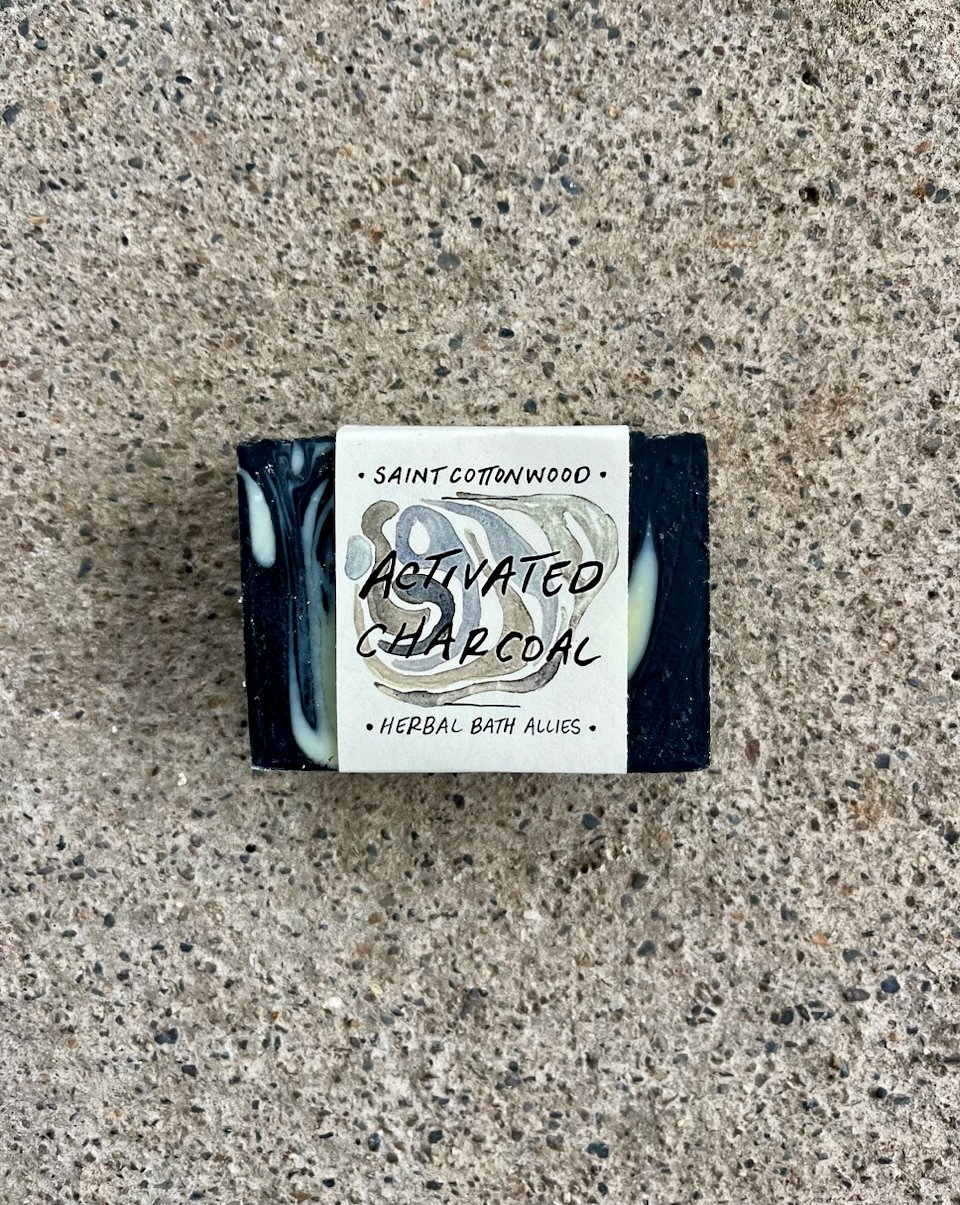 • SAINT COTTONWOOD •
ACTIVATED
CHARCOAL
• HERBAL BATH ALLIES •